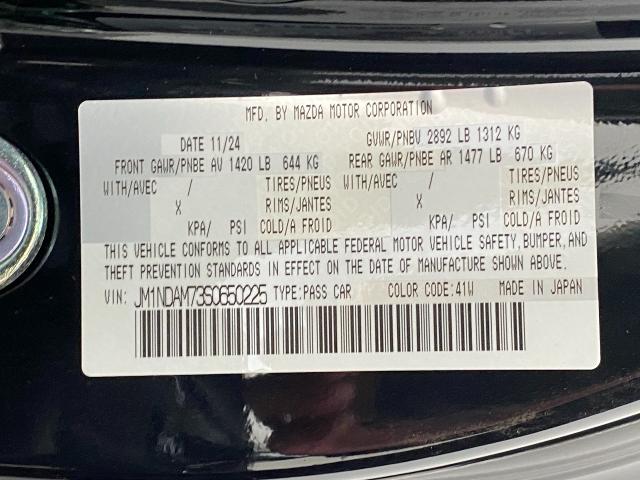 MFD. BY MAZDA MOTOR CORPORATION
DATE 11/24 GVWR/PNBV 2892 LB 1312 KG
FRONT GAWR/PNBE AV 1420 LB 644 KG REAR GAWR/PNBE AR 1477 LB 670 KG
WITH/AVEC / TIRES/PNEUS WITH/AVEC / TIRES/PNEUS
X RIMS/JANTES X RIMS/JANTES
KPA/ PSI COLD/A FROID KPA/ PSI COLD/A FROID
THIS VEHICLE CONFORMS TO ALL APPLICABLE FEDERAL MOTOR VEHICLE SAFETY, BUMPER, AND
THEFT PREVENTION STANDARDS IN EFFECT ON THE DATE OF MANUFACTURE SHOWN ABOVE.
VIN: JM1NDAM73S0650225 TYPE:PASS CAR COLOR CODE:41W MADE IN JAPAN